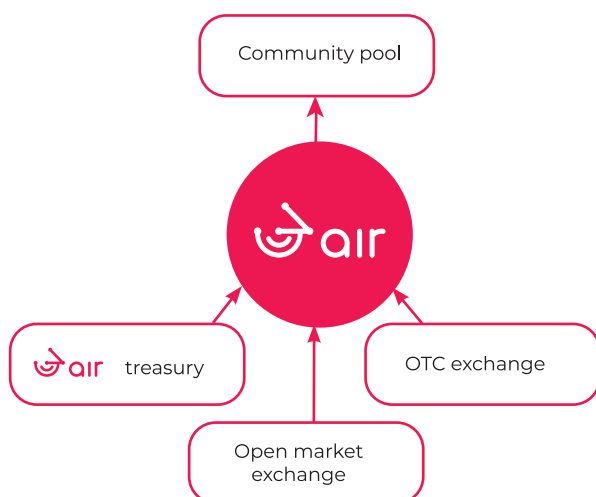 Community pool
air
air treasury
OTC exchange
Open market
exchange